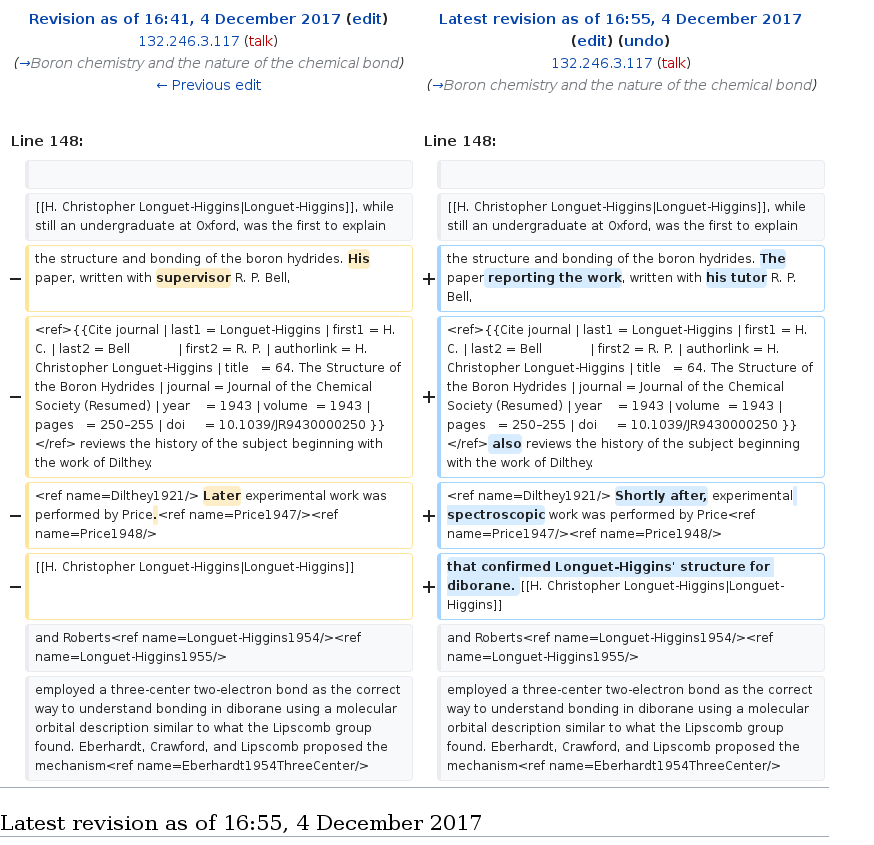 Revision as of 16:41, 4 December 2017 (edit)
132.246.3.117 (talk)
(→Boron chemistry and the nature of the chemical bond)
← Previous edit
Latest revision as of 16:55, 4 December 2017
(edit) (undo)
132.246.3.117 (talk)
(→Boron chemistry and the nature of the chemical bond)
Line 148:
Line 148:
[[H. Christopher Longuet-Higgins|Longuet-Higgins]], while
still an undergraduate at Oxford, was the first to explain
[[H. Christopher Longuet-Higgins|Longuet-Higgins]], while
still an undergraduate at Oxford, was the first to explain
−
the structure and bonding of the boron hydrides. His
paper, written with supervisor R. P. Bell,
+
the structure and bonding of the boron hydrides. The
paper reporting the work, written with his tutor R. P.
Bell,
−
<ref>{{Cite journal | last1 = Longuet-Higgins | first1 = H.
C. | last2 = Bell | first2 = R. P. | authorlink = H.
Christopher Longuet-Higgins | title = 64. The Structure of
the Boron Hydrides | journal = Journal of the Chemical
Society (Resumed) | year = 1943 | volume = 1943 |
pages = 250–255 | doi = 10.1039/JR9430000250 }}
</ref> reviews the history of the subject beginning with
the work of Dilthey.
+
<ref>{{Cite journal | last1 = Longuet-Higgins | first1 = H.
C. | last2 = Bell | first2 = R. P. | authorlink = H.
Christopher Longuet-Higgins | title = 64. The Structure of
the Boron Hydrides | journal = Journal of the Chemical
Society (Resumed) | year = 1943 | volume = 1943 |
pages = 250–255 | doi = 10.1039/JR9430000250 }}
</ref> also reviews the history of the subject beginning
with the work of Dilthey.
−
<ref name=Dilthey1921/> Later experimental work was
performed by Price.<ref name=Price1947/><ref
name=Price1948/>
+
<ref name=Dilthey1921/> Shortly after, experimental
spectroscopic work was performed by Price<ref
name=Price1947/><ref name=Price1948/>
−
[[H. Christopher Longuet-Higgins|Longuet-Higgins]]
+
that confirmed Longuet-Higgins' structure for
diborane. [[H. Christopher Longuet-Higgins|Longuet-
Higgins]]
and Roberts<ref name=Longuet-Higgins1954/><ref
name=Longuet-Higgins1955/>
and Roberts<ref name=Longuet-Higgins1954/><ref
name=Longuet-Higgins1955/>
employed a three-center two-electron bond as the correct
way to understand bonding in diborane using a molecular
orbital description similar to what the Lipscomb group
found. Eberhardt, Crawford, and Lipscomb proposed the
mechanism<ref name=Eberhardt1954ThreeCenter/>
employed a three-center two-electron bond as the correct
way to understand bonding in diborane using a molecular
orbital description similar to what the Lipscomb group
found. Eberhardt, Crawford, and Lipscomb proposed the
mechanism<ref name=Eberhardt1954ThreeCenter/>
Latest revision as of 16:55, 4 December 2017